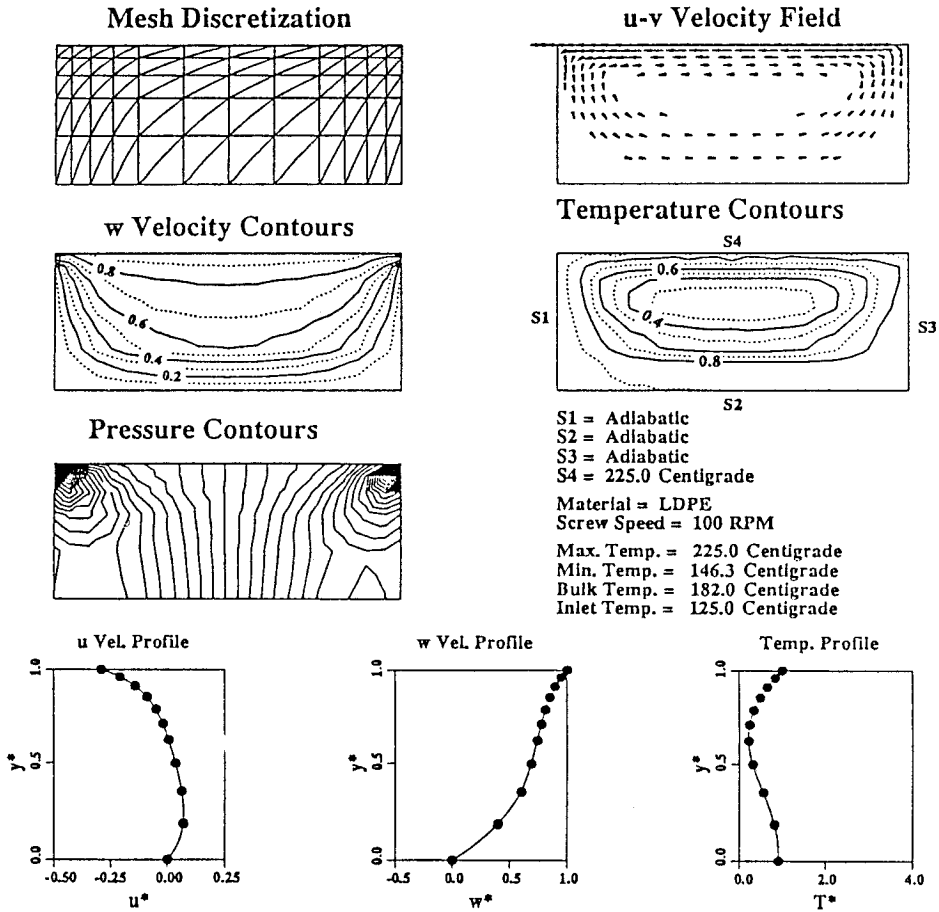 Mesh Discretization
u-v Velocity Field
w Velocity Contours
0.8
0.6
0.4
0.2
Temperature Contours
S4
0.6
0.4
0.8
S1
S3
S2
Pressure Contours
S1 = Adiabatic
S2 = Adiabatic
S3 = Adiabatic
S4 = 225.0 Centigrade
Material = LDPE
Screw Speed = 100 RPM
Max. Temp. = 225.0 Centigrade
Min. Temp. = 146.3 Centigrade
Bulk Temp. = 182.0 Centigrade
Inlet Temp. = 125.0 Centigrade
u Vel. Profile
1.0
0.5
0.0
y*
-0.50
-0.25
0.00
0.25
u*
w Vel. Profile
1.0
0.5
0.0
y*
-0.50
0.0
0.5
1.0
w*
Temp. Profile
1.0
0.5
0.0
y*
0.0
2.0
4.0
T*